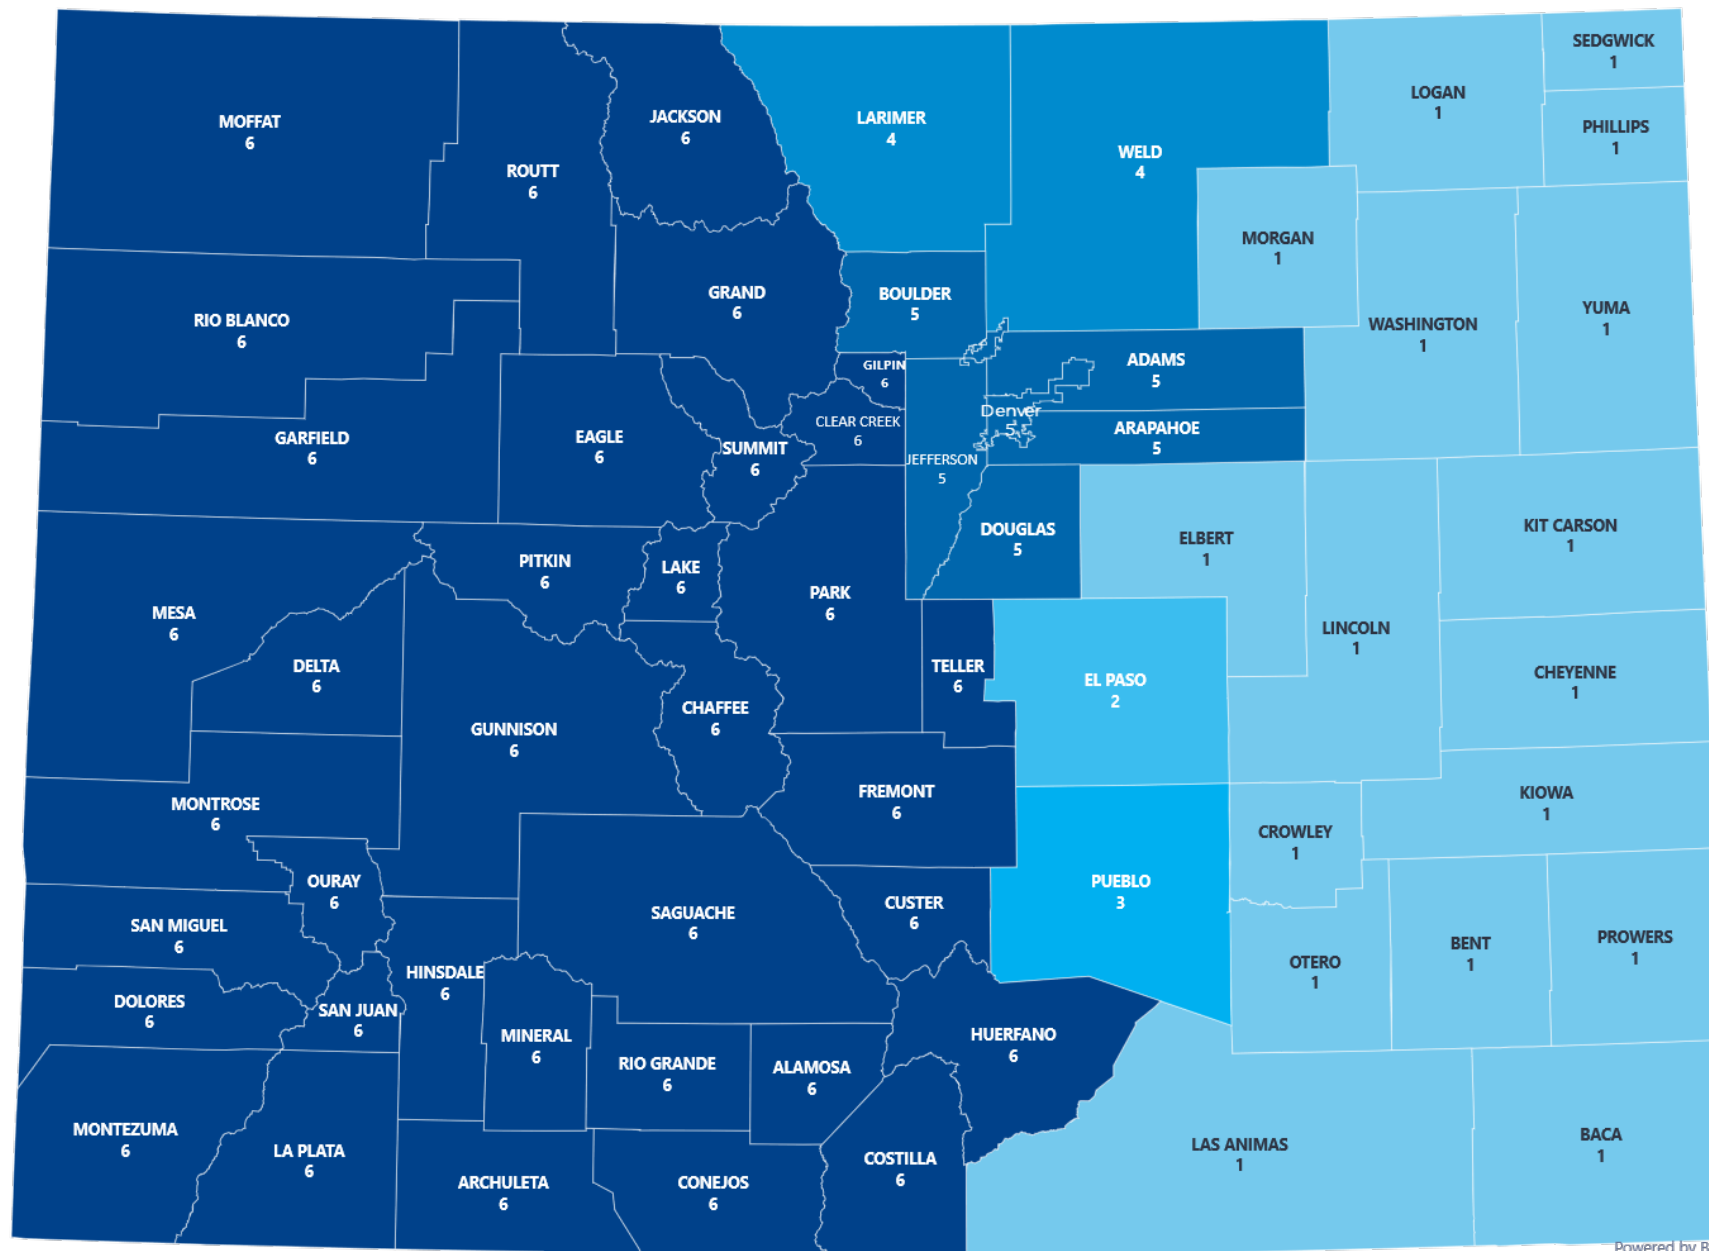 MOFFAT
6
ROUTT
6
JACKSON
6
LARIMER
4
WELD
4
LOGAN
1
SEDGWICK
1
PHILLIPS
1
MORGAN
1
WASHINGTON
1
YUMA
1
RIO BLANCO
6
GRAND
6
BOULDER
5
GILPIN
6
CLEAR CREEK
6
ADAMS
5
Denver
5
ARAPAHOE
5
JEFFERSON
5
GARFIELD
6
EAGLE
6
SUMMIT
6
DOUGLAS
5
ELBERT
1
KIT CARSON
1
PITKIN
6
LAKE
6
PARK
6
MESA
6
DELTA
6
TELLER
6
EL PASO
2
LINCOLN
1
CHEYENNE
1
GUNNISON
6
CHAFFEE
6
FREMONT
6
MONTROSE
6
KIOWA
1
CROWLEY
1
OURAY
6
SAGUACHE
6
CUSTER
6
PUEBLO
3
SAN MIGUEL
6
OTERO
1
BENT
1
PROWERS
1
HINSDALE
6
DOLORES
6
SAN JUAN
6
MINERAL
6
RIO GRANDE
6
ALAMOSA
6
HUERFANO
6
MONTEZUMA
6
LA PLATA
6
ARCHULETA
6
CONEJOS
6
COSTILLA
6
LAS ANIMAS
1
BACA
1
Powered by B